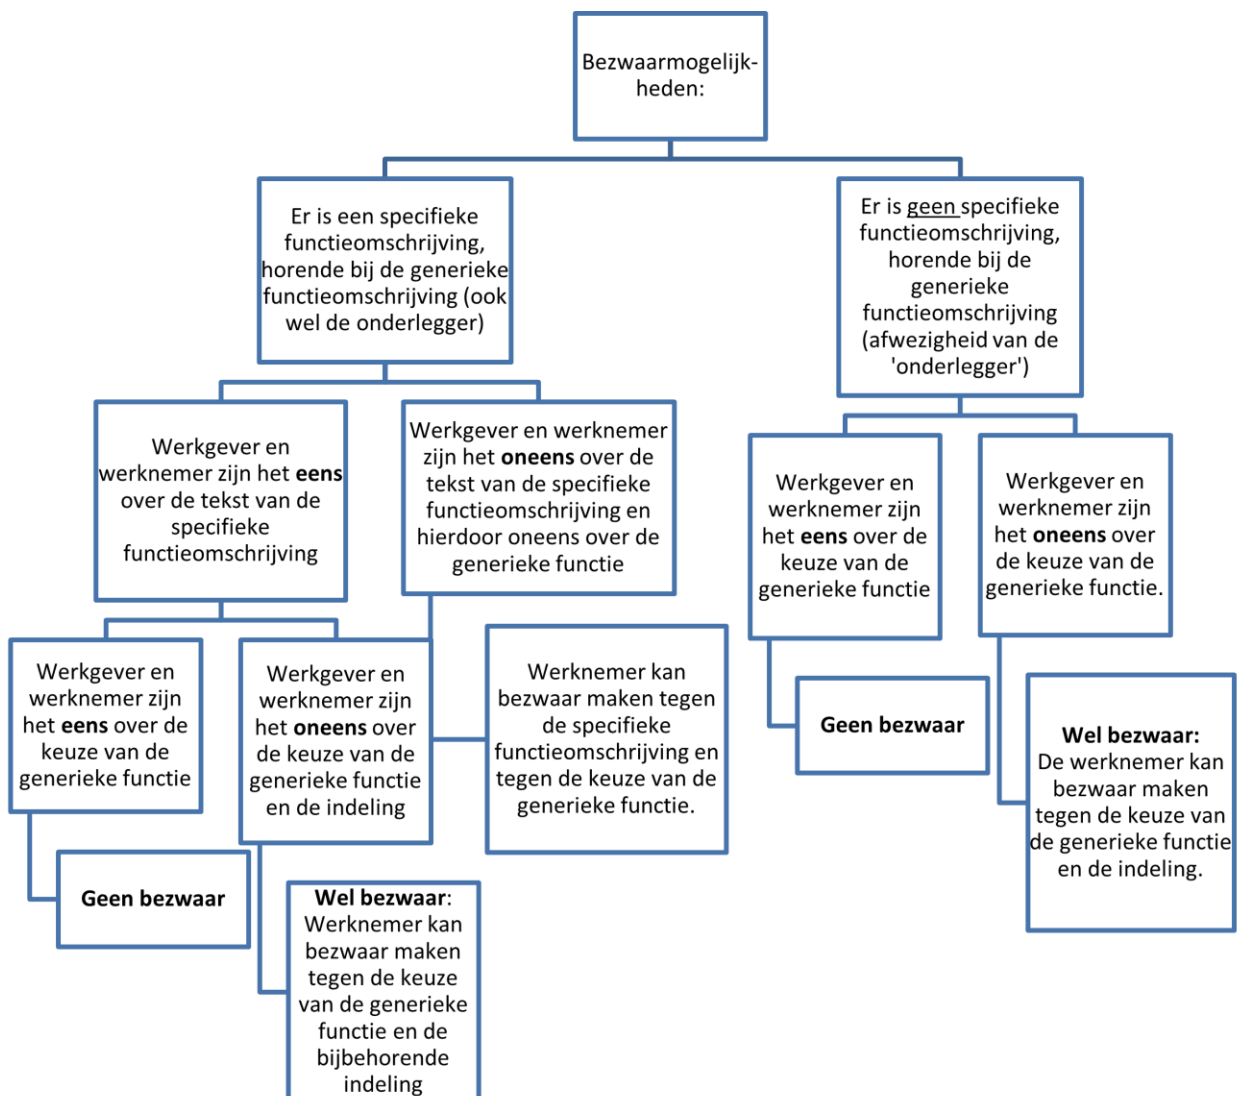 Bezwaarmogelijk-
heden:
Er is een specifieke
functieomschrijving,
horende bij de generieke
functieomschrijving (ook
wel de onderlegger)
Er is geen specifieke
functieomschrijving,
horende bij de
generieke
functieomschrijving
(afwezigheid van de
'onderlegger')
Werkgever en
werknemer zijn het eens
over de tekst van de
specifieke
functieomschrijving
Werkgever en werknemer
zijn het oneens over de
tekst van de specifieke
functieomschrijving en
hierdoor oneens over de
generieke functie
Werkgever en
werknemer zijn
het eens over de
keuze van de
generieke functie
Werkgever en
werknemer zijn
het oneens over
de keuze van de
generieke functie.
Werkgever en
werknemer zijn
het eens over de
keuze van de
generieke functie
Werkgever en
werknemer zijn
het oneens over
de keuze van de
generieke functie
en de indeling
Werknemer kan
bezwaar maken tegen
de specifieke
functieomschrijving en
tegen de keuze van de
generieke functie.
Geen bezwaar
Wel bezwaar:
De werknemer kan
bezwaar maken
tegen de keuze van
de generieke functie
en de indeling.
Geen bezwaar
Wel bezwaar:
Werknemer kan
bezwaar maken
tegen de keuze
van de generieke
functie en de
bijbehorende
indeling